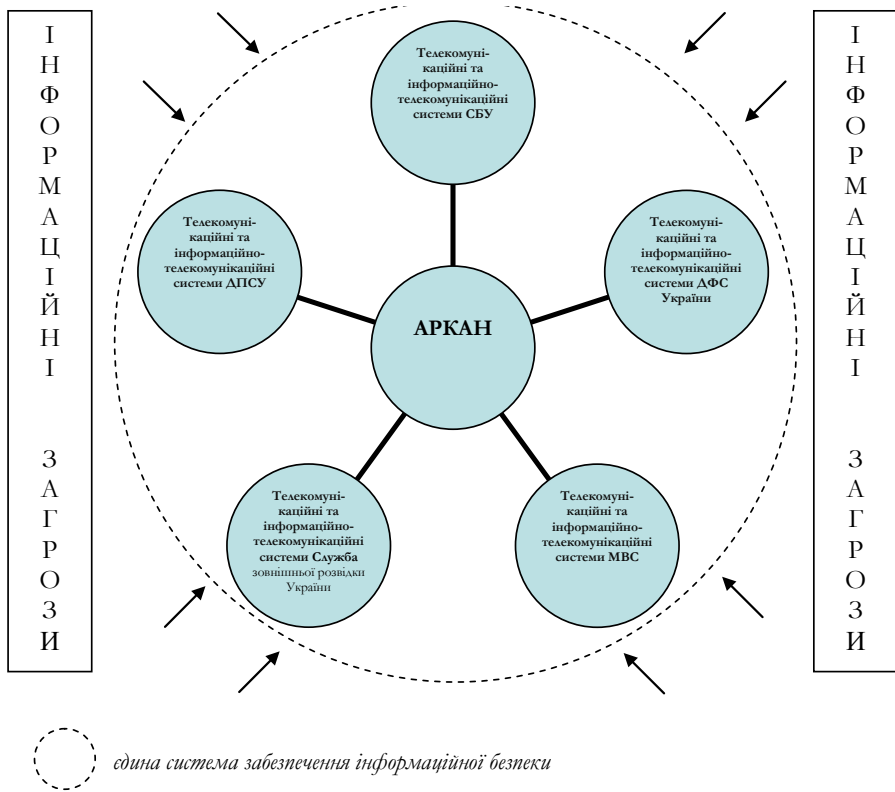 І
Н
Ф
О
Р
М
А
Ц
І
Й
Н
І
З
А
Г
Р
О
З
И
Телекомуні-
каційні та
інформаційно-
телекомунікаційні
системи СБУ
Телекомуні-
каційні та
інформаційно-
телекомунікаційні
системи ДПСУ
Телекомуні-
каційні та
інформаційно-
телекомунікаційні
системи ДФС
України
АРКАН
Телекомуні-
каційні та
інформаційно-
телекомунікаційні
системи Служба
зовнішньої розвідки
України
Телекомуні-
каційні та
інформаційно-
телекомунікаційні
системи МВС
І
Н
Ф
О
Р
М
А
Ц
І
Й
Н
І
З
А
Г
Р
О
З
И
єдина система забезпечення інформаційної безпеки